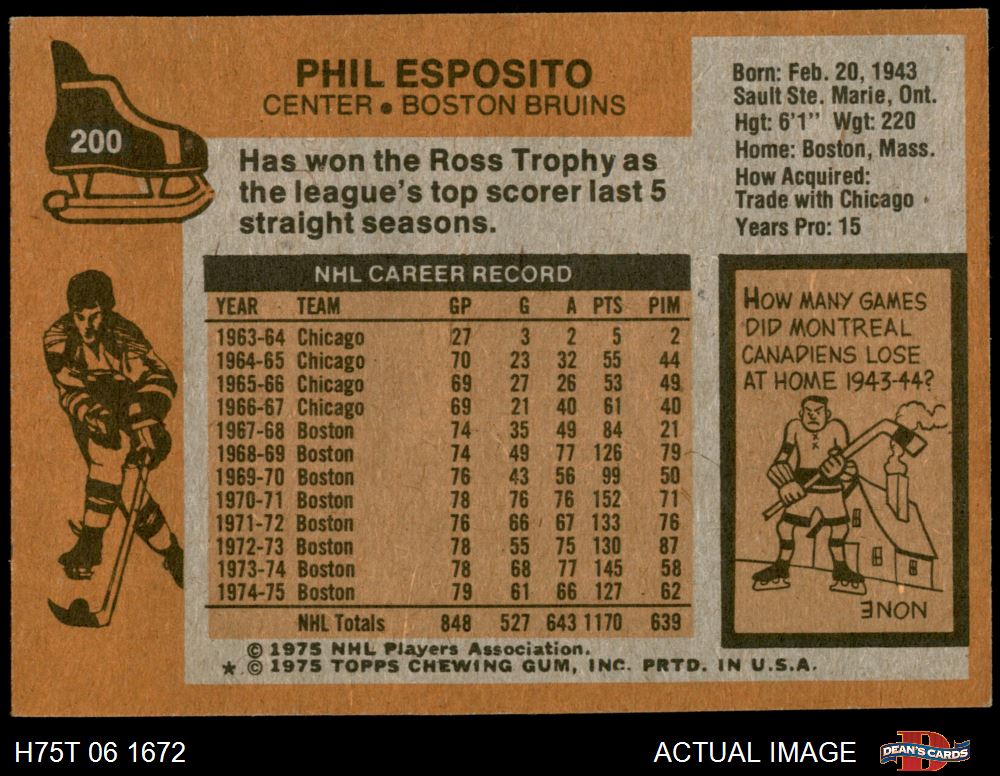 200
PHIL ESPOSITO
CENTER • BOSTON BRUINS
Has won the Ross Trophy as
the league's top scorer last 5
straight seasons.
Born: Feb. 20, 1943
Sault Ste. Marie, Ont.
Hgt: 6'1" Wgt: 220
Home: Boston, Mass.
How Acquired:
Trade with Chicago
Years Pro: 15
NHL CAREER RECORD
YEAR TEAM GP G A PTS PIM
1963-64 Chicago 27 3 2 5 2
1964-65 Chicago 70 23 32 55 44
1965-66 Chicago 69 27 26 53 49
1966-67 Chicago 69 21 40 61 40
1967-68 Boston 74 35 49 84 21
1968-69 Boston 74 49 77 126 79
1969-70 Boston 76 43 56 99 50
1970-71 Boston 78 76 76 152 71
1971-72 Boston 76 66 67 133 76
1972-73 Boston 78 55 75 130 87
1973-74 Boston 78 68 77 145 58
1974-75 Boston 79 61 66 127 62
NHL Totals 848 527 643 1170 639
© 1975 NHL Players Association.
★ © 1975 TOPPS CHEWING GUM, INC. PRTD. IN U.S.A.
HOW MANY GAMES
DID MONTREAL
CANADIENS LOSE
AT HOME 1943-44?
NONE
H75T 06 1672
ACTUAL IMAGE
D
DEAN'S CARDS